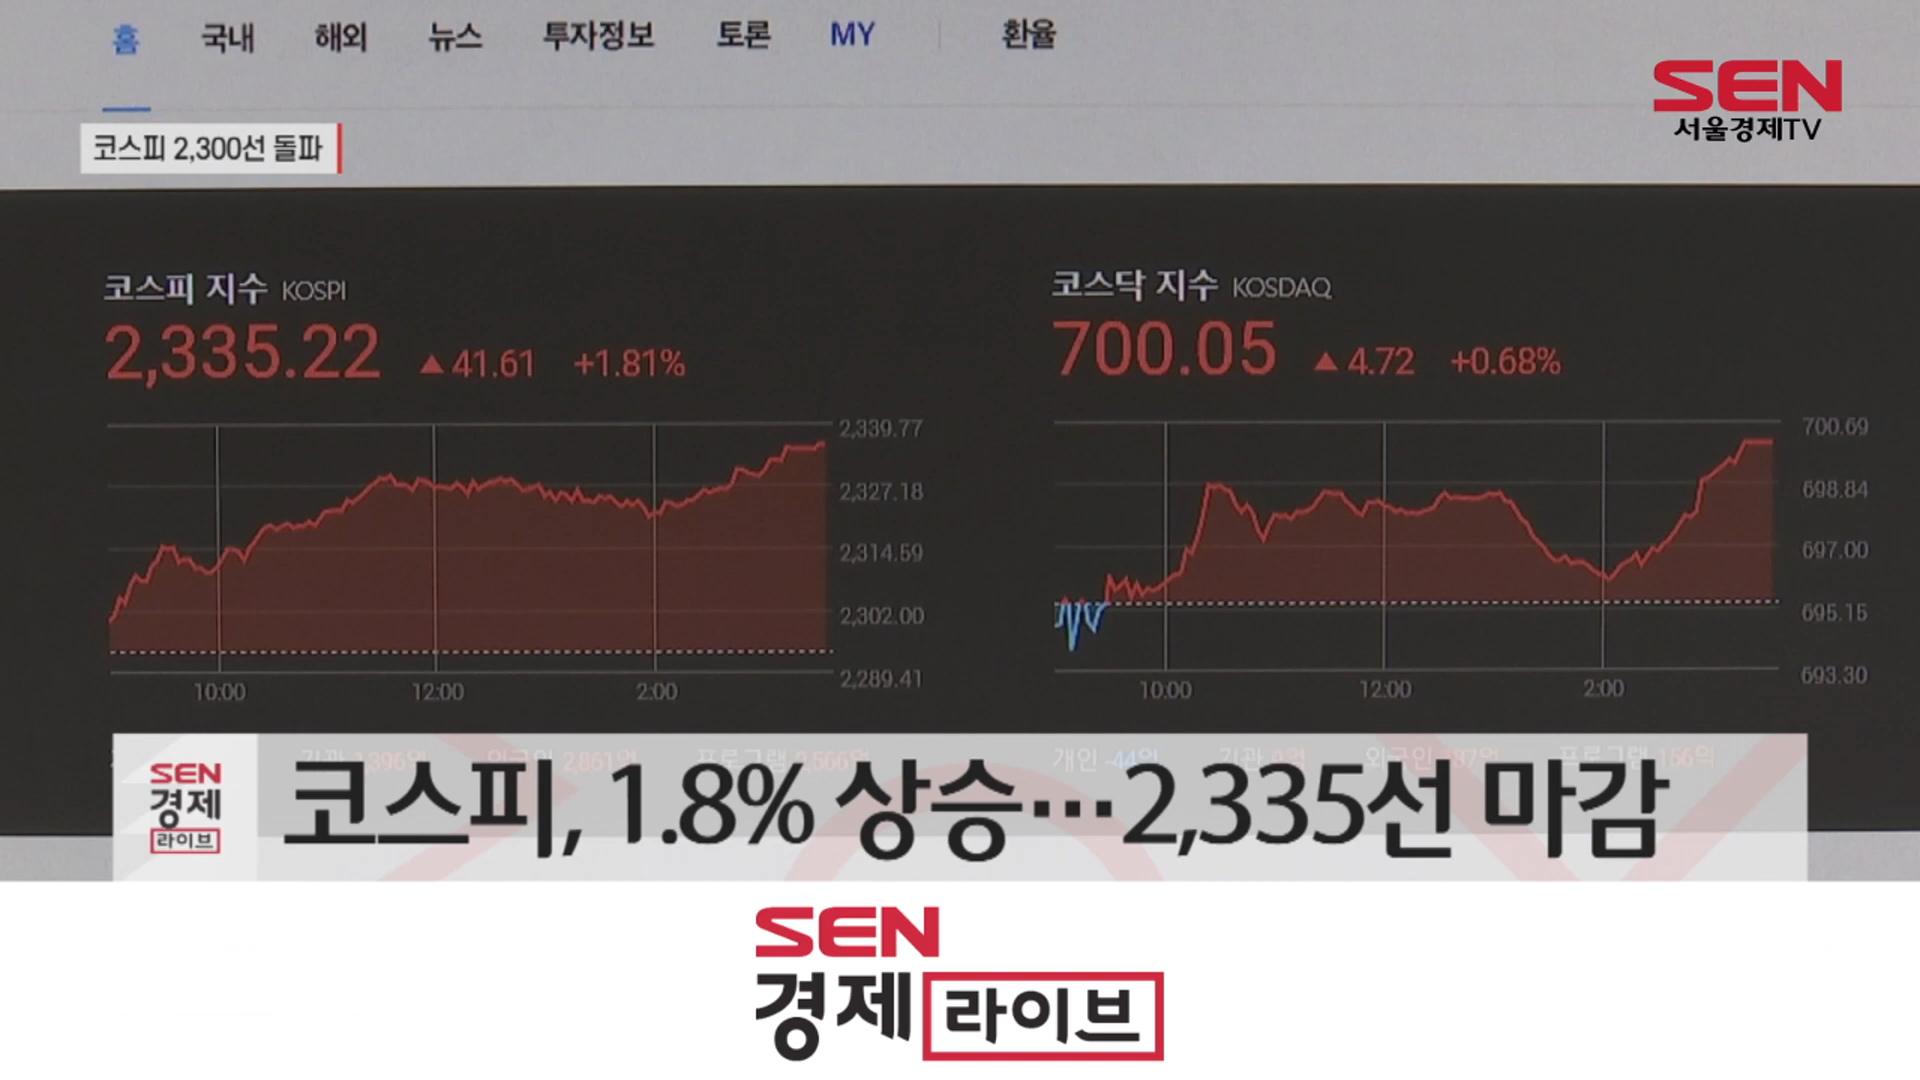 홈 국내 해외 뉴스 투자정보 토론 MY 환율
SEN
서울경제TV
코스피 2,300선 돌파
코스피 지수 KOSPI
2,335.22 ▲41.61 +1.81%
2,339.77
2,327.18
2,314.59
2,302.00
2,289.41
10:00 12:00 2:00
코스닥 지수 KOSDAQ
700.05 ▲4.72 +0.68%
700.69
698.84
697.00
695.15
693.30
10:00 12:00 2:00
개인 -44억
SEN
경제
라이브
코스피, 1.8% 상승…2,335선 마감
SEN
경제 라이브